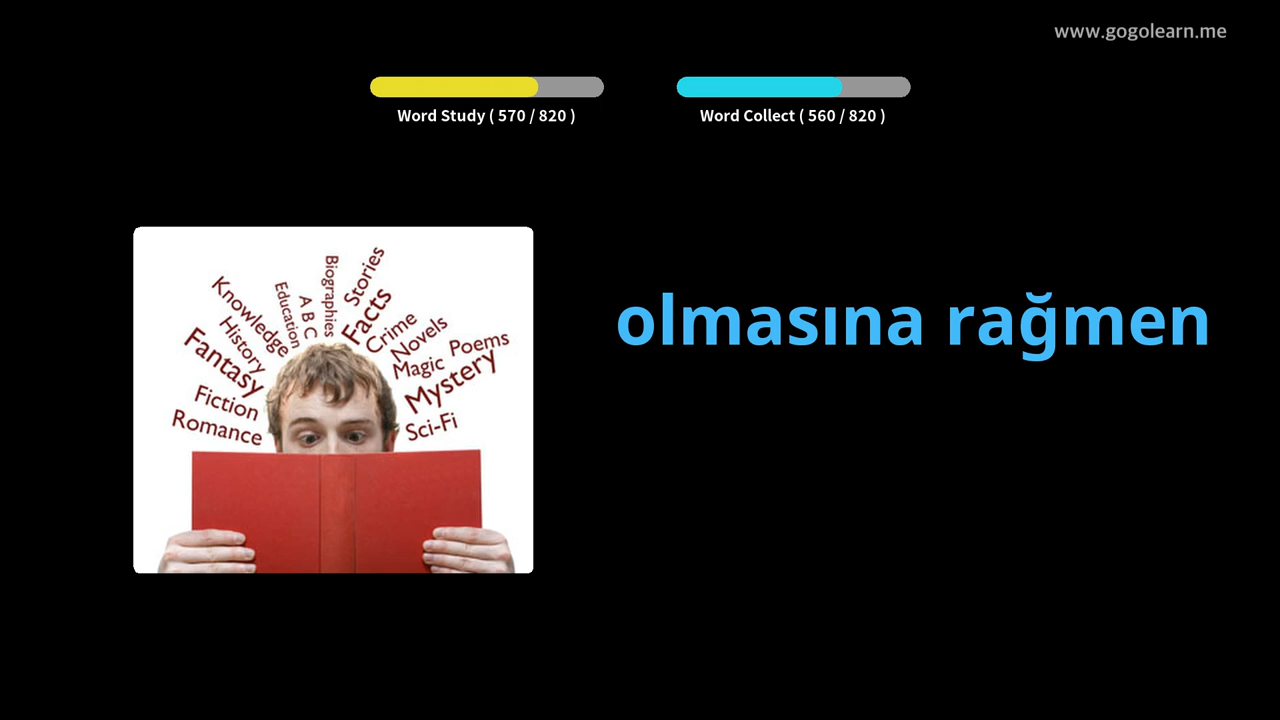 www.gogolearn.me
Word Study ( 570 / 820 )
Word Collect ( 560 / 820 )
olmasına rağmen
Knowledge
Education
A B C
Biographies
Stories
Facts
History
Crime
Novels
Fantasy
Magic
Poems
Mystery
Fiction
Romance
Sci-Fi